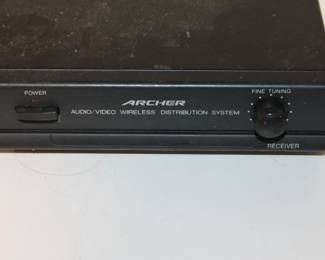 POWER
ARCHER
FINE TUNING
AUDIO/VIDEO WIRELESS DISTRIBUTION SYSTEM
RECEIVER